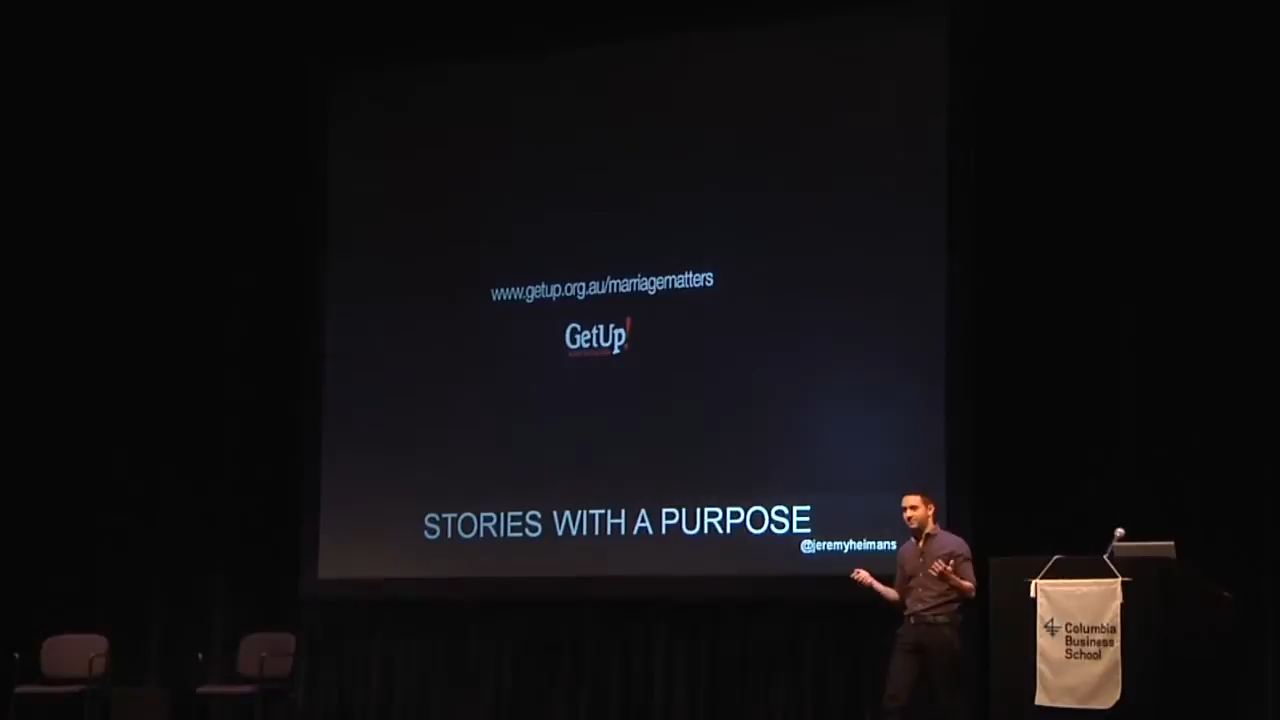 www.getup.org.au/marriagematters
GetUp!
STORIES WITH A PURPOSE
@jeremyheimans
Columbia
Business
School